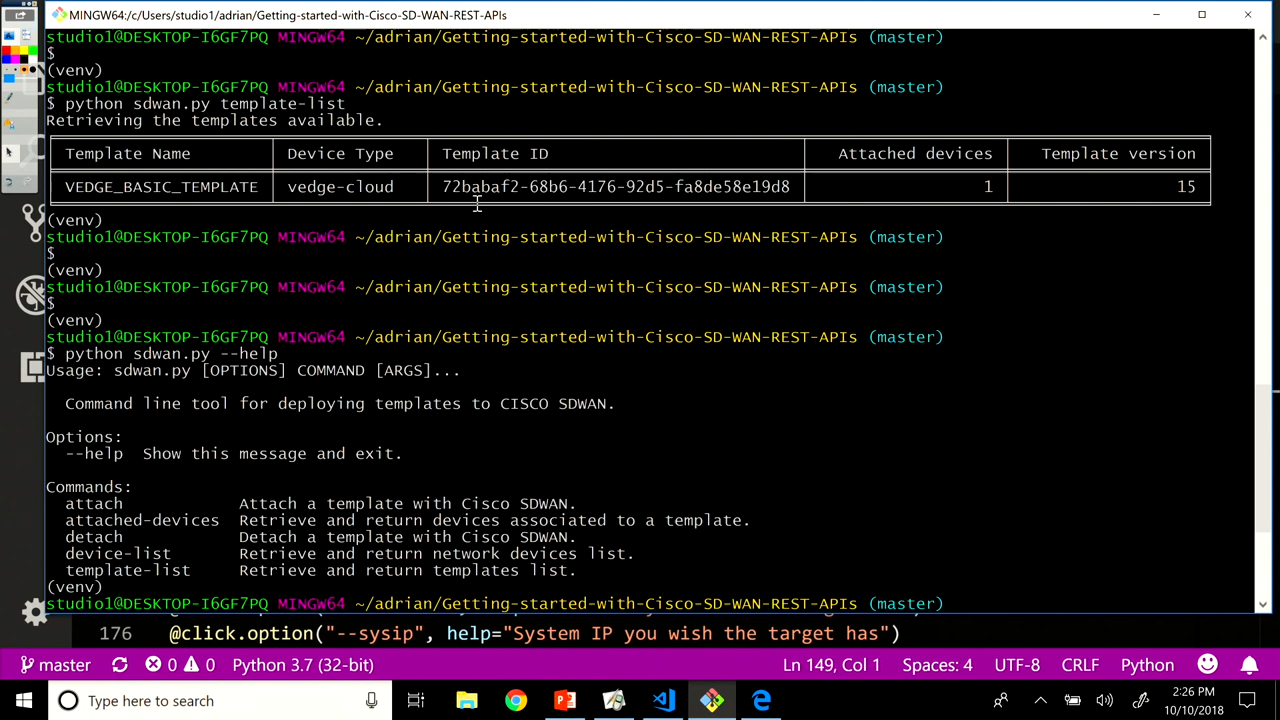 MINGW64:/c/Users/studio1/adrian/Getting-started-with-Cisco-SD-WAN-REST-APIs
studio1@DESKTOP-I6GF7PQ MINGW64 ~/adrian/Getting-started-with-Cisco-SD-WAN-REST-APIs (master)
$
(venv)
studio1@DESKTOP-I6GF7PQ MINGW64 ~/adrian/Getting-started-with-Cisco-SD-WAN-REST-APIs (master)
$ python sdwan.py template-list
Retrieving the templates available.
Template Name Device Type Template ID Attached devices Template version
VEDGE_BASIC_TEMPLATE vedge-cloud 72babaf2-68b6-4176-92d5-fa8de58e19d8 1 15
(venv)
studio1@DESKTOP-I6GF7PQ MINGW64 ~/adrian/Getting-started-with-Cisco-SD-WAN-REST-APIs (master)
$
(venv)
studio1@DESKTOP-I6GF7PQ MINGW64 ~/adrian/Getting-started-with-Cisco-SD-WAN-REST-APIs (master)
$
(venv)
studio1@DESKTOP-I6GF7PQ MINGW64 ~/adrian/Getting-started-with-Cisco-SD-WAN-REST-APIs (master)
$ python sdwan.py --help
Usage: sdwan.py [OPTIONS] COMMAND [ARGS]...
Command line tool for deploying templates to CISCO SDWAN.
Options:
--help Show this message and exit.
Commands:
attach Attach a template with Cisco SDWAN.
attached-devices Retrieve and return devices associated to a template.
detach Detach a template with Cisco SDWAN.
device-list Retrieve and return network devices list.
template-list Retrieve and return templates list.
(venv)
studio1@DESKTOP-I6GF7PQ MINGW64 ~/adrian/Getting-started-with-Cisco-SD-WAN-REST-APIs (master)
176 @click.option("--sysip", help="System IP you wish the target has")
master 0 0 Python 3.7 (32-bit) Ln 149, Col 1 Spaces: 4 UTF-8 CRLF Python
Type here to search 2:26 PM
10/10/2018